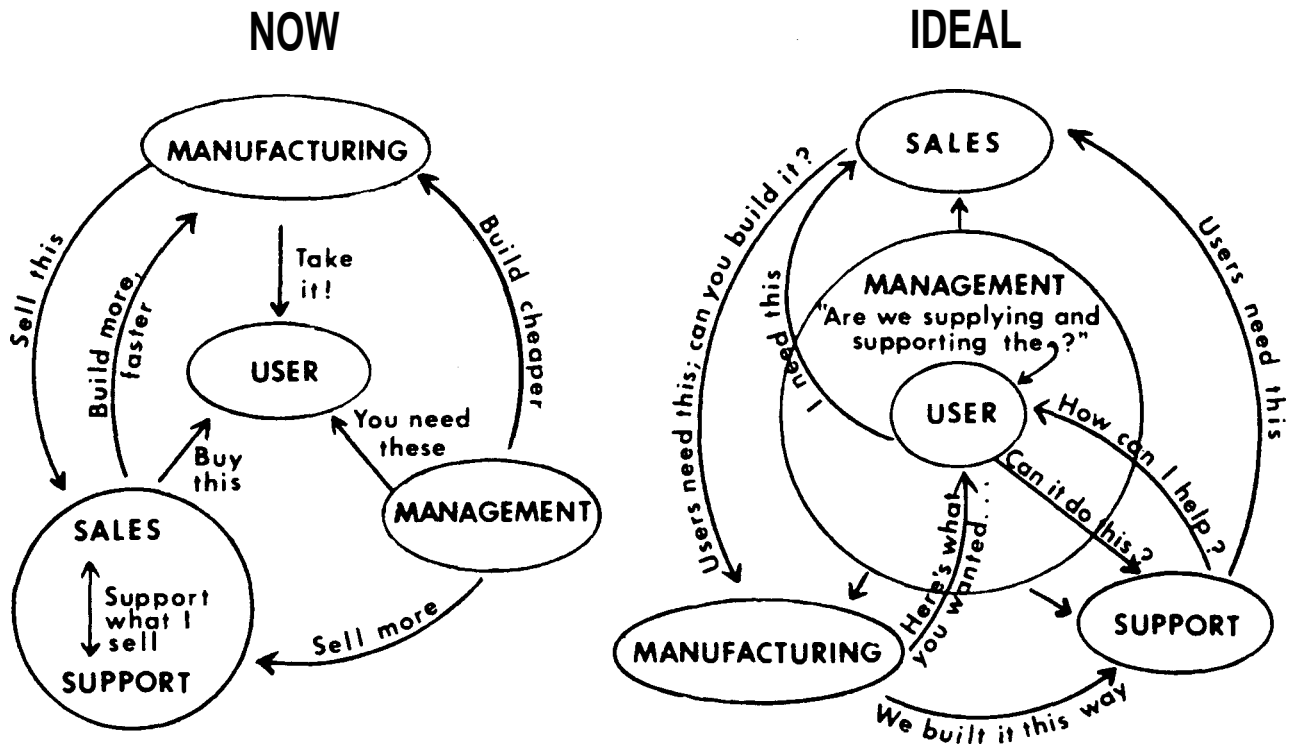 NOW
MANUFACTURING
Sell this
Build more,
faster
Take
it!
Build cheaper
USER
Buy
this
You need
these
MANAGEMENT
SALES
Support
what I
sell
SUPPORT
Sell more
IDEAL
SALES
Users need this; can you build it?
I need this
Users need this
MANAGEMENT
"Are we supplying and
supporting the ?"
USER
How can I help?
Can it do this?
Here's what
you wanted...
MANUFACTURING
SUPPORT
We built it this way